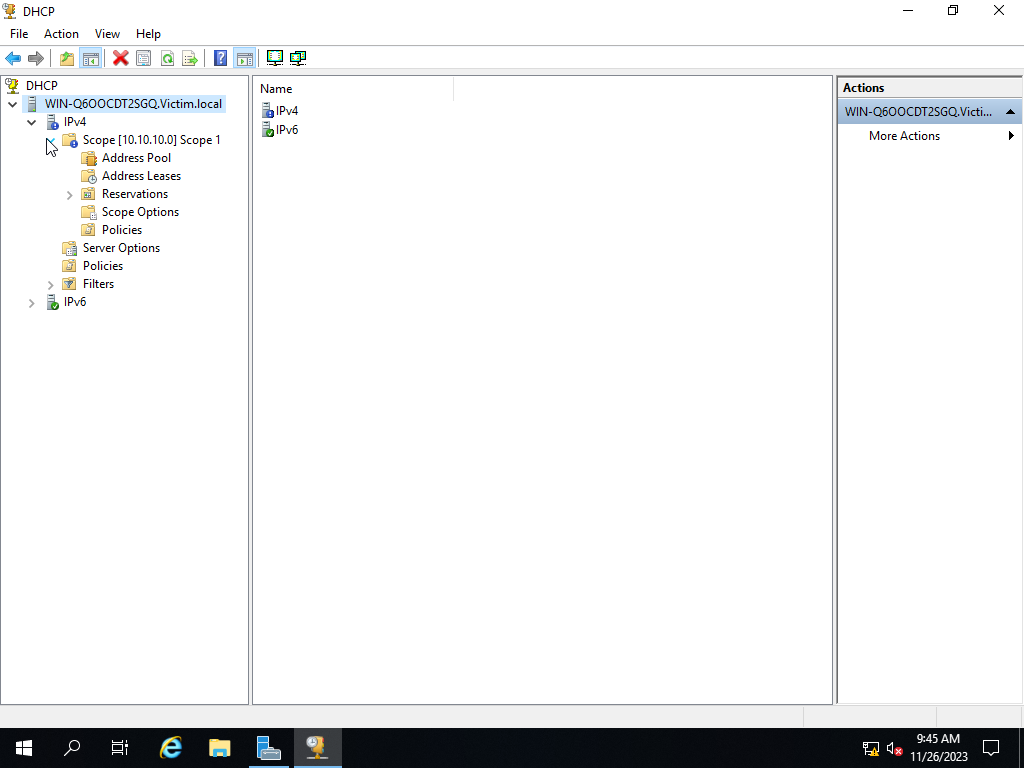 DHCP
File Action View Help
DHCP
WIN-Q6OOCDT2SGQ.Victim.local
IPv4
Scope [10.10.10.0] Scope 1
Address Pool
Address Leases
Reservations
Scope Options
Policies
Server Options
Policies
Filters
IPv6
Name
IPv4
IPv6
Actions
WIN-Q6OOCDT2SGQ.Victi...
More Actions
9:45 AM
11/26/2023